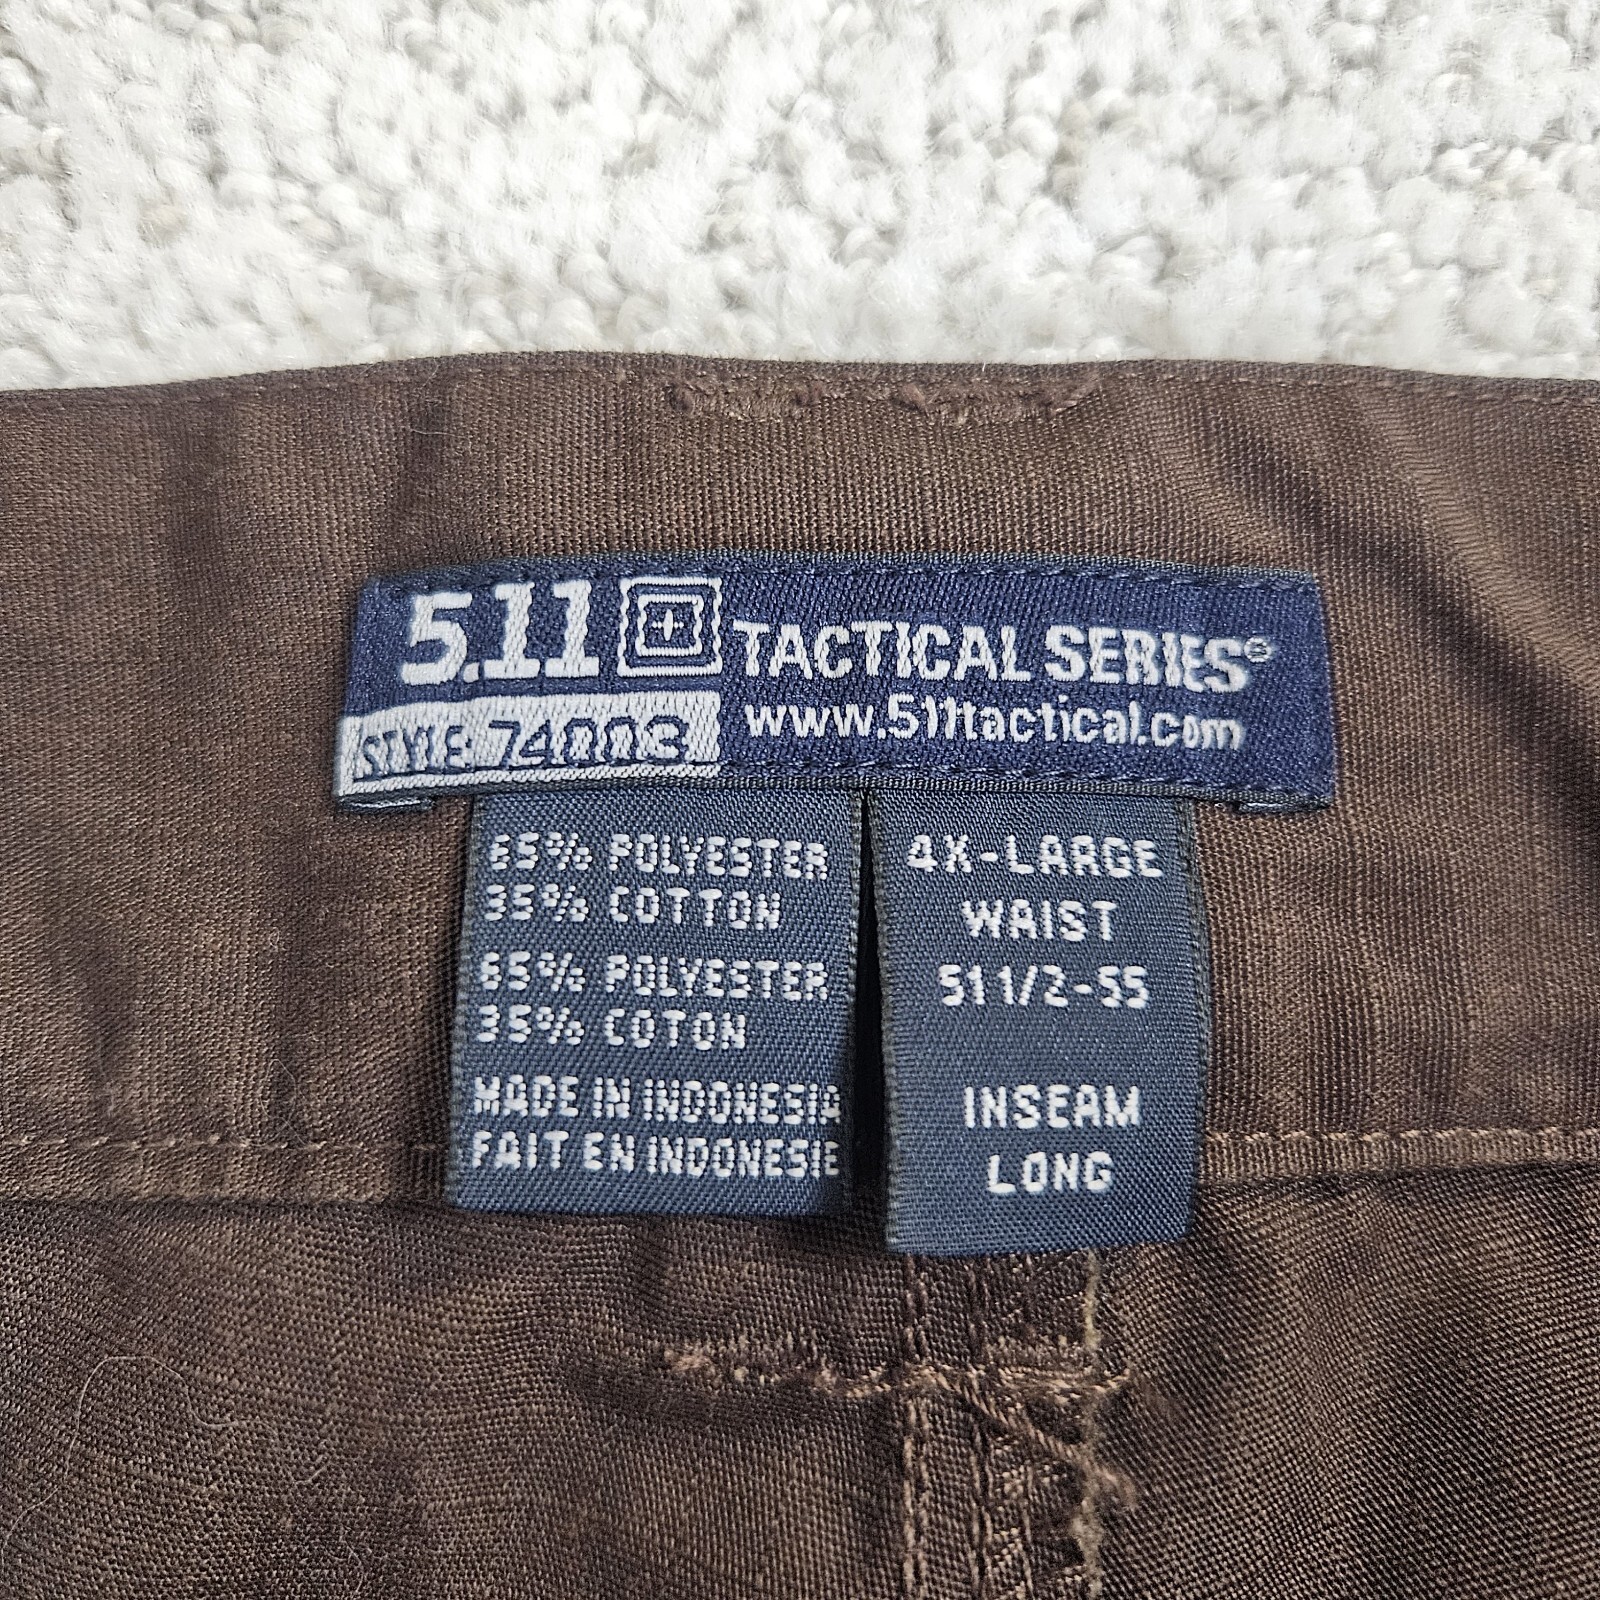 5.11 TACTICAL SERIES®
www.511tactical.com
STYLE: 74003
65% POLYESTER
35% COTTON
65% POLYESTER
35% COTON
MADE IN INDONESIA
FAIT EN INDONESIE
4X-LARGE
WAIST
51 1/2-55
INSEAM
LONG